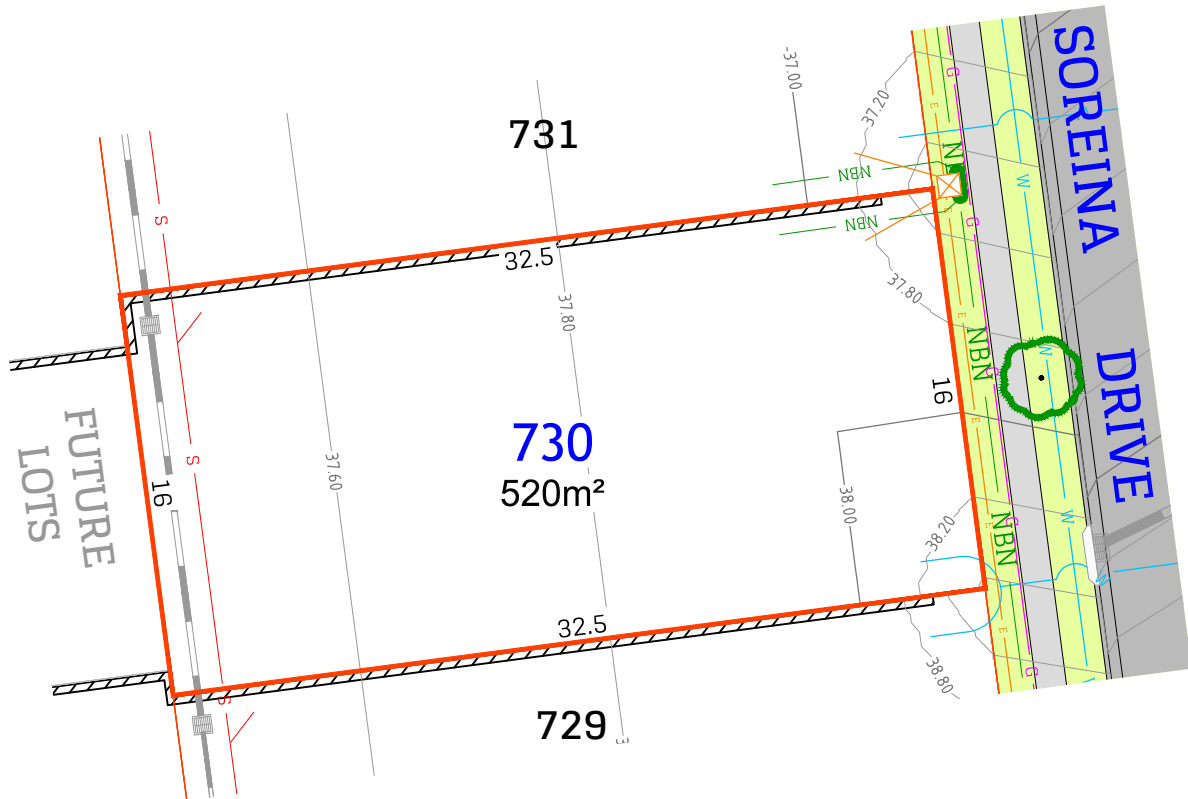 -37.00
37.20
SOREINA
DRIVE
731
NBN
NBN
NBN
G
E
W
S
G
S
32.5
37.80
37.80
E
NBN
G
W
16
730
520m²
37.60
S
16
FUTURE
LOTS
38.00
38.20
E
G
NBN
W
W
32.5
S
729
38.80
G